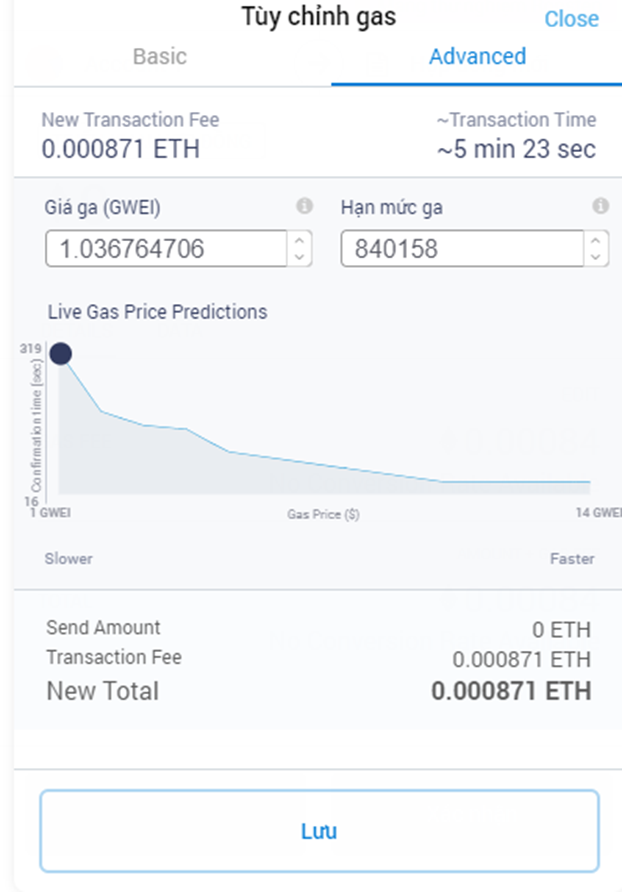 Tùy chỉnh gas Close
Basic Advanced
New Transaction Fee ~Transaction Time
0.000871 ETH ~5 min 23 sec
Giá ga (GWEI) Hạn mức ga
1.036764706 840158
Live Gas Price Predictions
319
Confirmation time (sec)
16
1 GWEI Gas Price ($) 14 GWEI
Slower Faster
Send Amount 0 ETH
Transaction Fee 0.000871 ETH
New Total 0.000871 ETH
Lưu